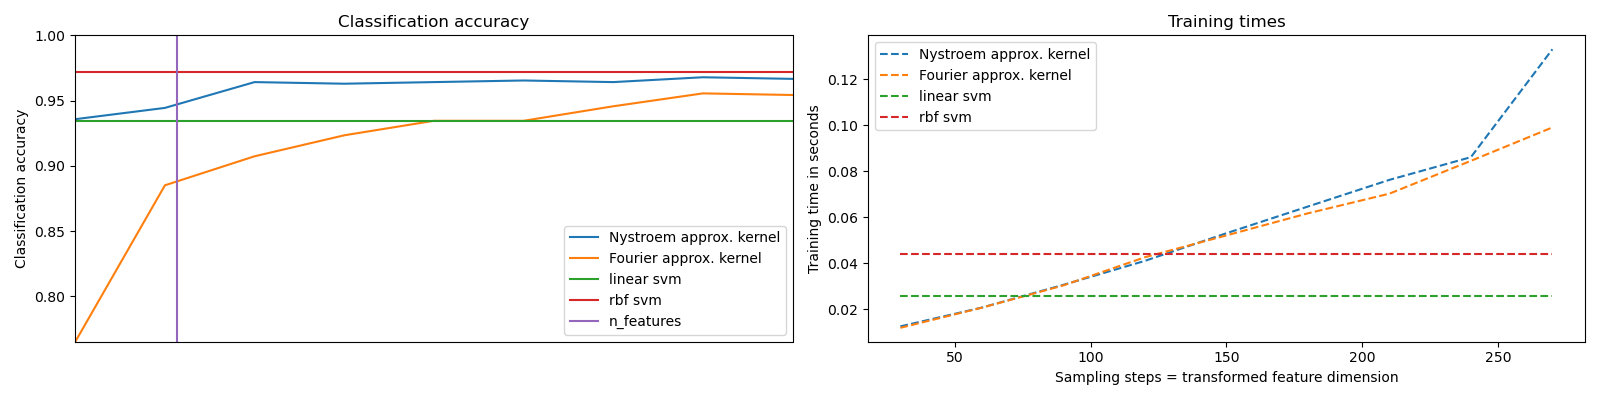 Classification accuracy
Classification accuracy
1.00
0.95
0.90
0.85
0.80
Nystroem approx. kernel
Fourier approx. kernel
linear svm
rbf svm
n_features
Training times
Training time in seconds
0.12
0.10
0.08
0.06
0.04
0.02
Nystroem approx. kernel
Fourier approx. kernel
linear svm
rbf svm
50 100 150 200 250
Sampling steps = transformed feature dimension